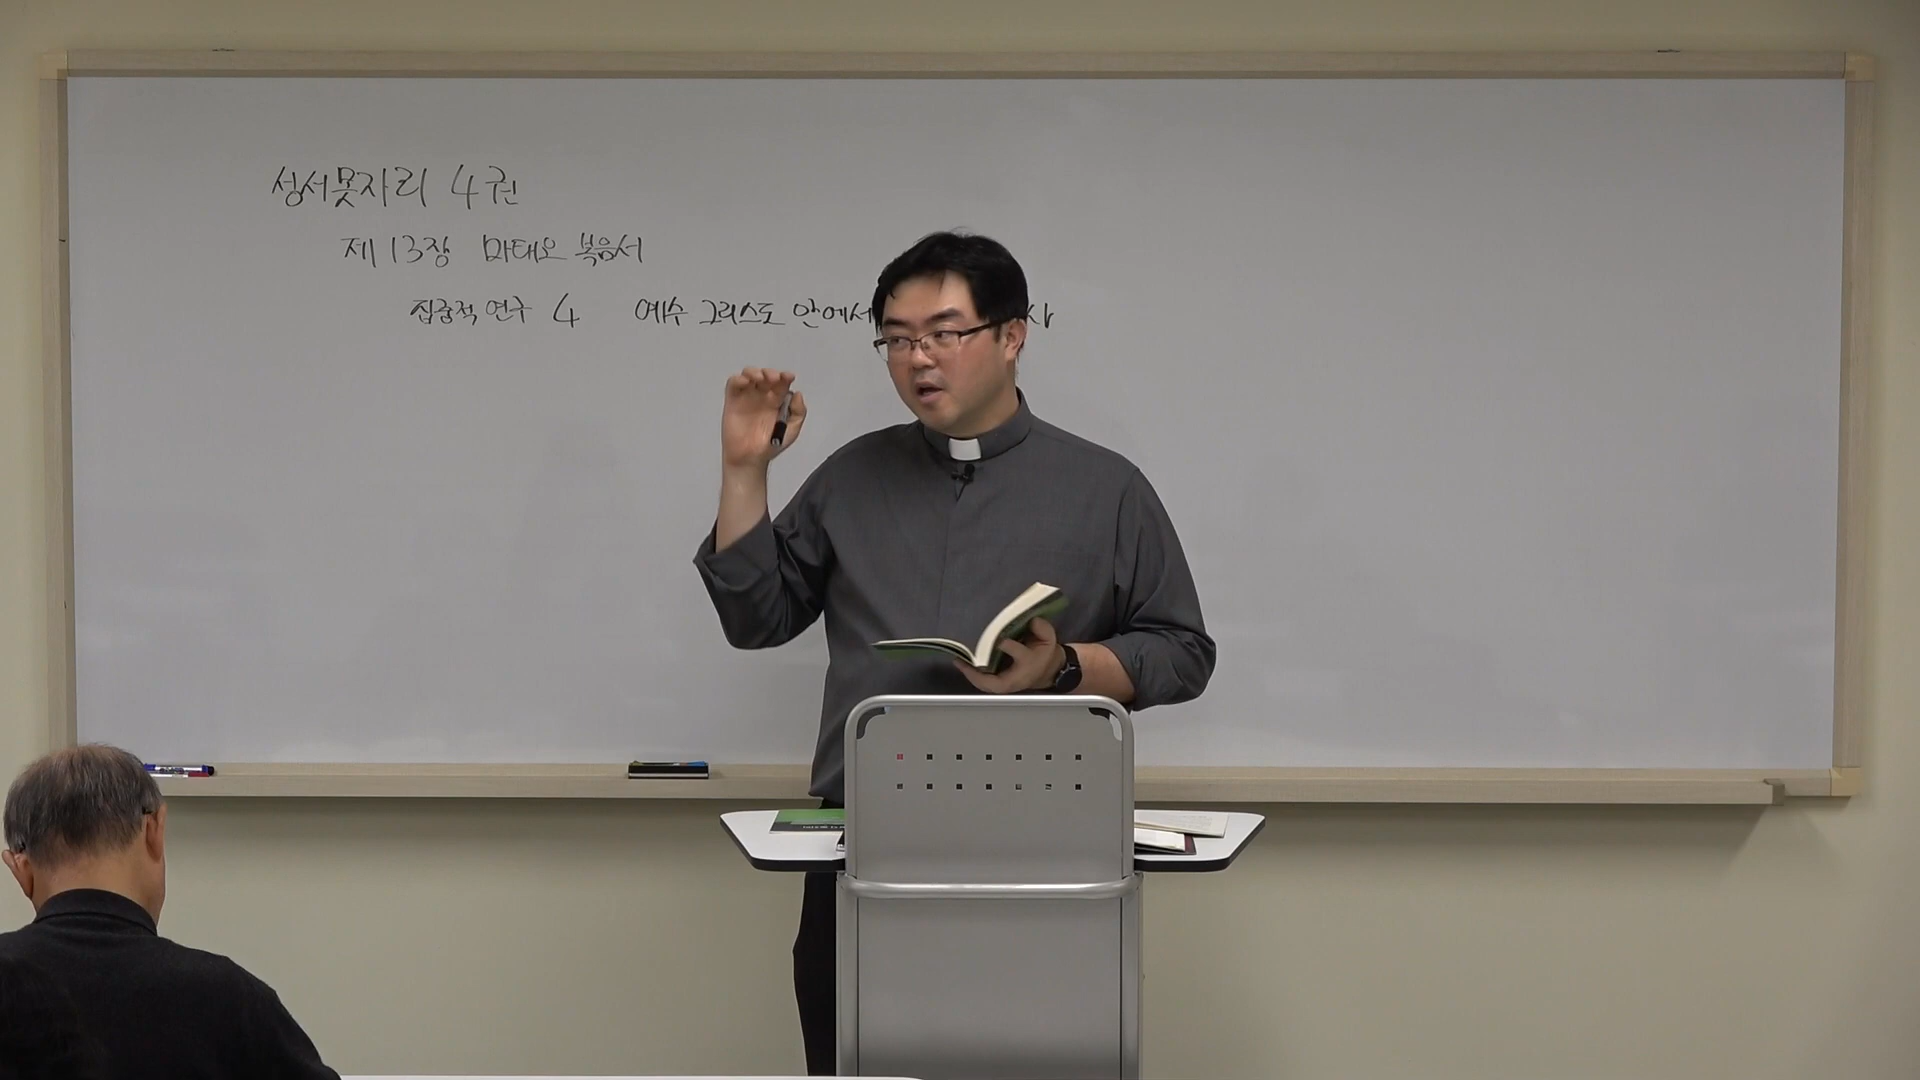 성서못자리 4권
제 13장 마태오 복음서
집중적 연구 4 예수 그리스도 안에서 사